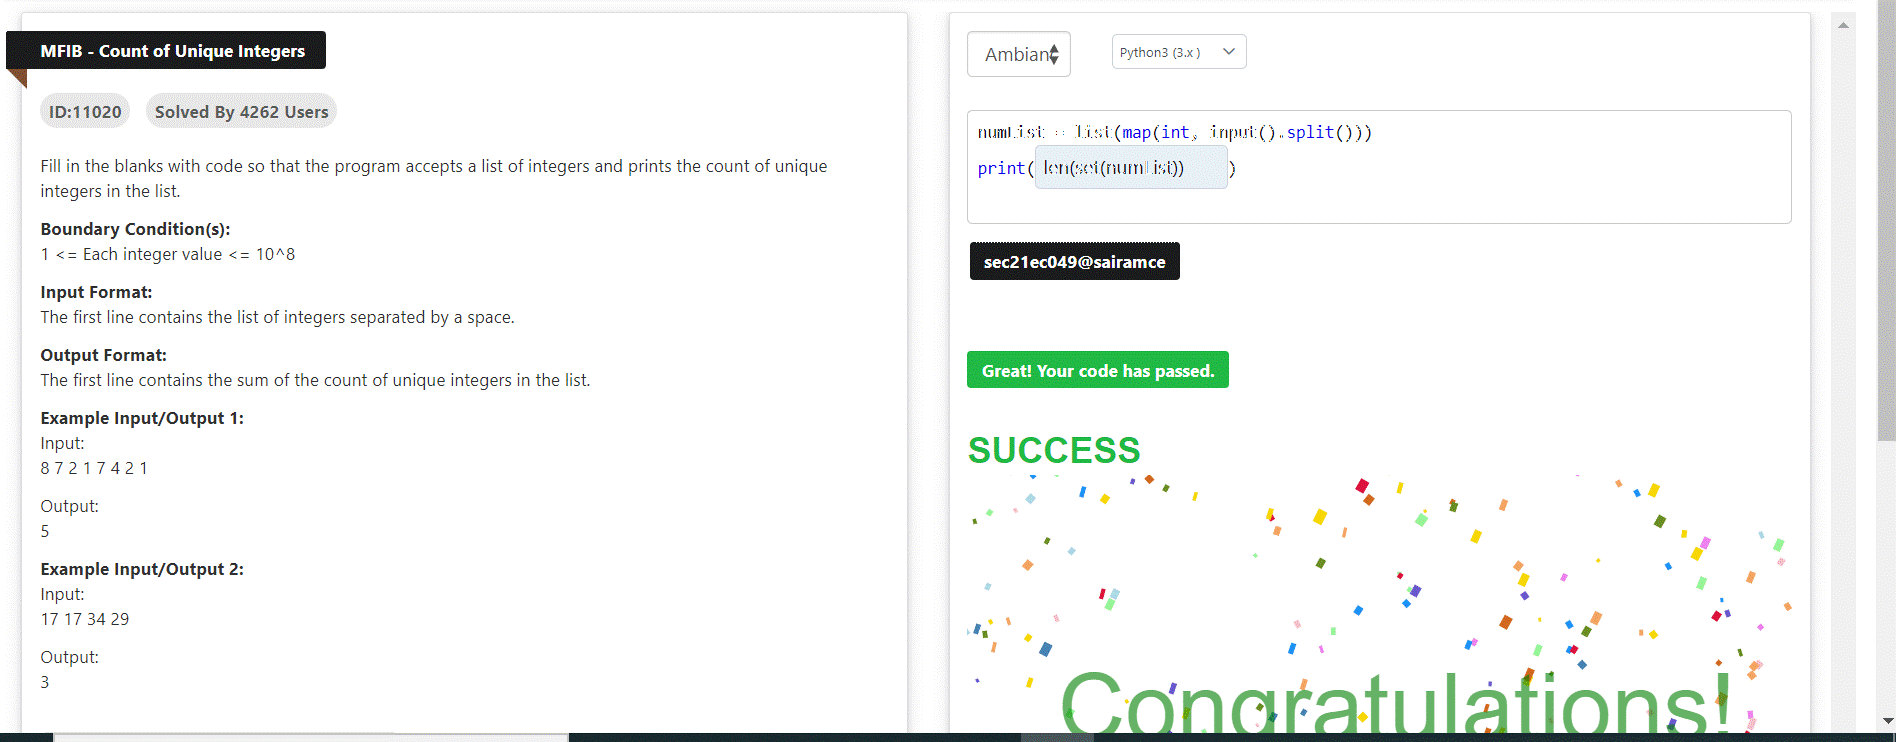 MFIB - Count of Unique Integers
ID:11020 Solved By 4262 Users
Fill in the blanks with code so that the program accepts a list of integers and prints the count of unique
integers in the list.
Boundary Condition(s):
1 <= Each integer value <= 10^8
Input Format:
The first line contains the list of integers separated by a space.
Output Format:
The first line contains the sum of the count of unique integers in the list.
Example Input/Output 1:
Input:
8 7 2 1 7 4 2 1
Output:
5
Example Input/Output 2:
Input:
17 17 34 29
Output:
3
Ambian Python3 (3.x )
numList = list(map(int, input().split()))
print( len(set(numList)) )
sec21ec049@sairamce
Great! Your code has passed.
SUCCESS
Congratulations!